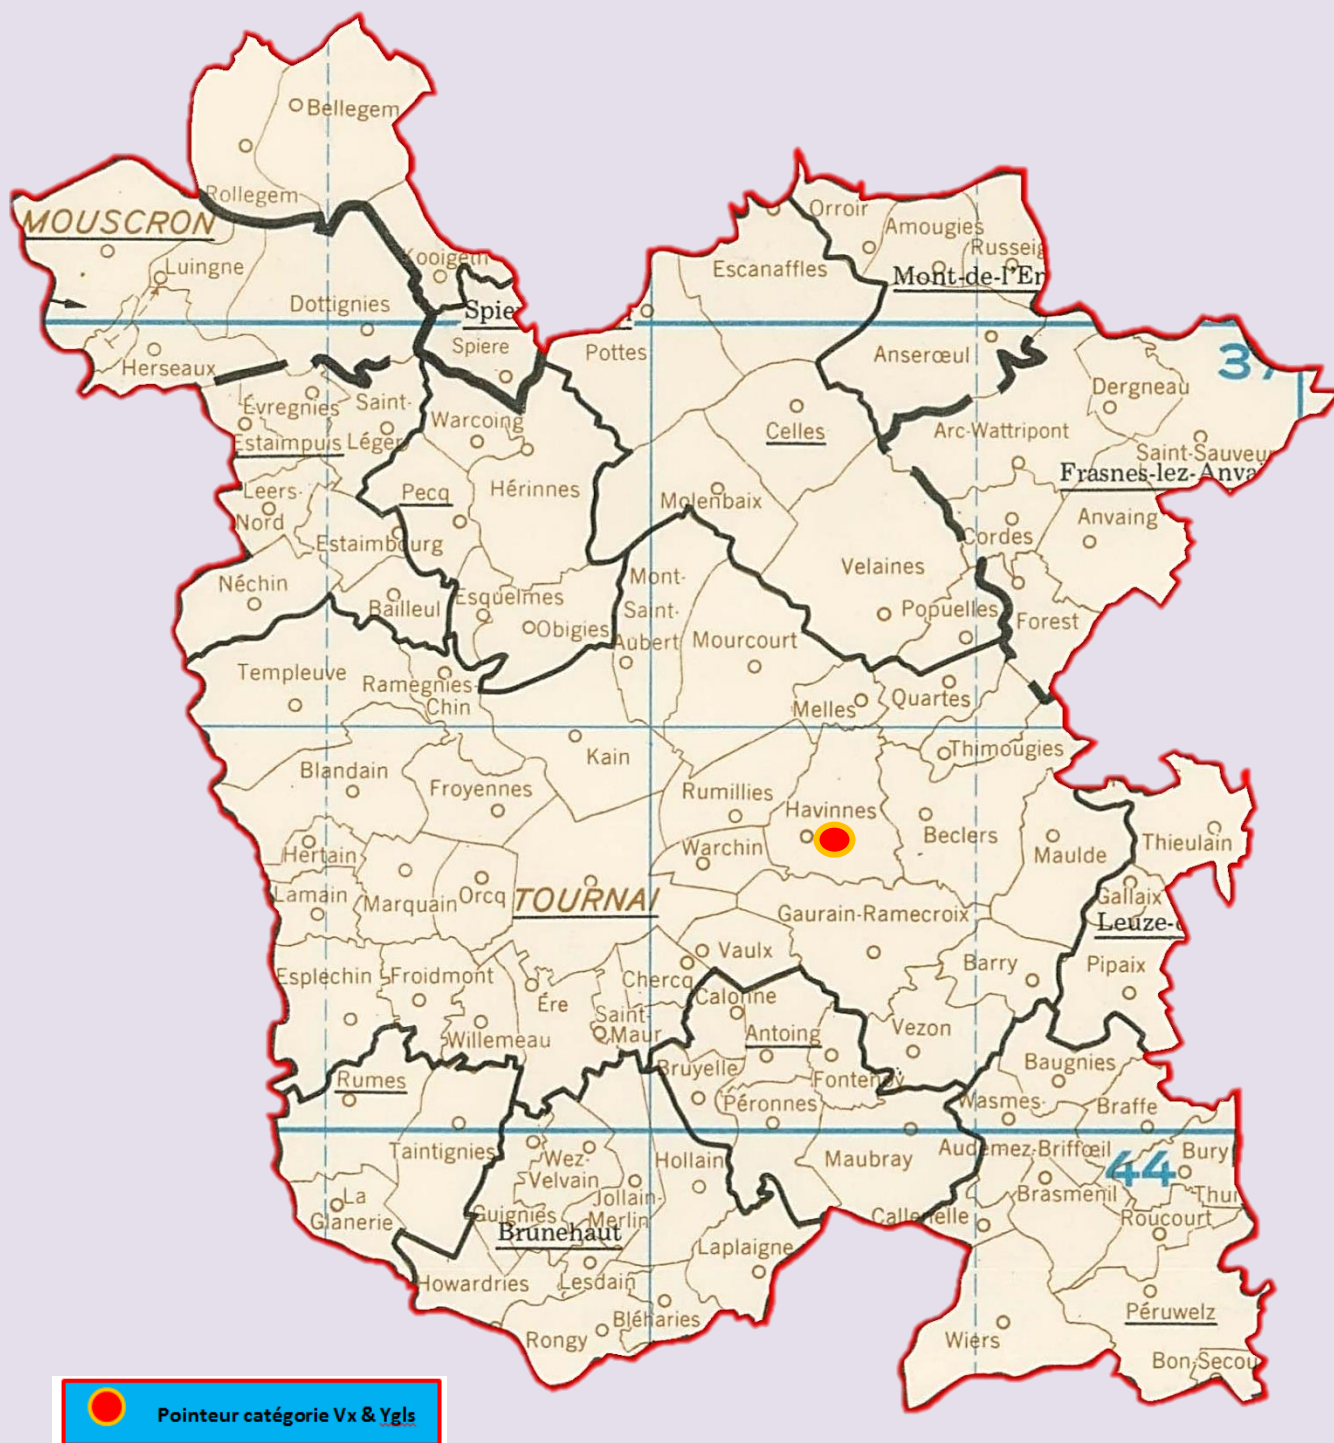 Bellegem
Rollegem
MOUSCRON
Luingne
Kooigem
Dottignies
Herseaux
Spiere
Orroir
Amougies
Russeig
Escanaffles
Mont-de-l'En
Pottes
Anserœul
37
Dergneau
Évregnies
Saint-
Léger
Estaimpuis
Warcoing
Celles
Arc-Wattripont
Saint-Sauveur
Frasnes-lez-Anva
Leers-
Nord
Pecq
Hérinnes
Molenbaix
Anvaing
Cordes
Estaimbourg
Néchin
Bailleul
Esquelmes
Obigies
Mont-
Saint-
Aubert
Velaines
Popuelles
Forest
Mourcourt
Templeuve
Ramegnies-
Chin
Melles
Quartes
Thimougies
Kain
Blandain
Froyennes
Rumillies
Havinnes
Beclers
Maulde
Thieulain
Hertain
Warchin
Lamain
Marquain
Orcq
TOURNAI
Gallaix
Gaurain-Ramecroix
Leuze-
Vaulx
Barry
Pipaix
Esplechin
Froidmont
Ere
Chercq
Calonne
Saint-
Maur
Willemeau
Antoing
Vezon
Rumes
Bruyelle
Fontenoy
Baugnies
Péronnes
Wasmes-
Audemez-Briffœil
Braffe
Taintignies
Wez-
Velvain
Hollain
Maubray
44
Bury
Brasménil
Thu
La
Glanerie
Guignies
Jollain-
Merlin
Brunehaut
Callenelle
Roucourt
Laplaigne
Howardries
Lesdain
Bléharies
Rongy
Péruwelz
Wiers
Bon-Secou
Pointeur catégorie Vx & Ygls